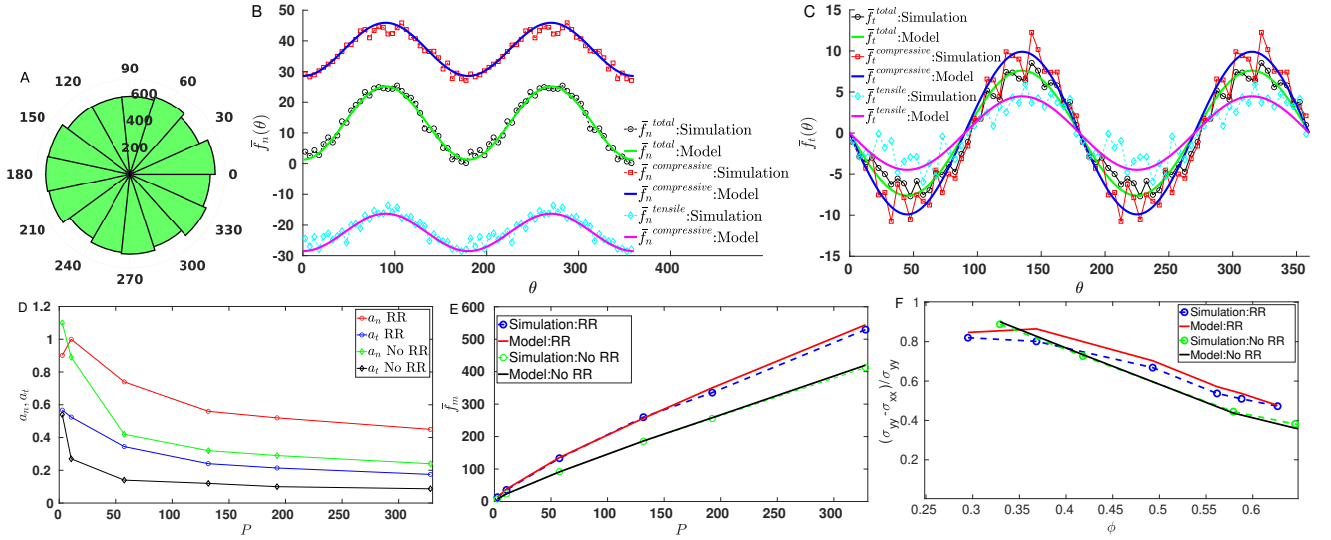 A
90
120
60
600
150
30
400
200
180
0
210
330
240
300
270
B
50
40
30
20
10
0
-10
-20
-30
0
100
200
300
400
f̄n(θ)
θ
f̄n^total:Simulation
f̄n^total:Model
f̄n^compressive:Simulation
f̄n^compressive:Model
f̄n^tensile:Simulation
f̄n^compressive:Model
C
15
10
5
0
-5
-10
-15
0
50
100
150
200
250
300
350
f̄t(θ)
θ
f̄t^total:Simulation
f̄t^total:Model
f̄t^compressive:Simulation
f̄t^compressive:Model
f̄t^tensile:Simulation
f̄t^tensile:Model
D
1.2
1
0.8
0.6
0.4
0.2
0
0
50
100
150
200
250
300
an, at
P
an RR
at RR
an No RR
at No RR
E
600
500
400
300
200
100
0
0
50
100
150
200
250
300
f̄m
P
Simulation:RR
Model:RR
Simulation:No RR
Model:No RR
F
1
0.8
0.6
0.4
0.2
0.25
0.3
0.35
0.4
0.45
0.5
0.55
0.6
(σyy-σxx)/σyy
ϕ
Simulation:RR
Model:RR
Simulation:No RR
Model:No RR